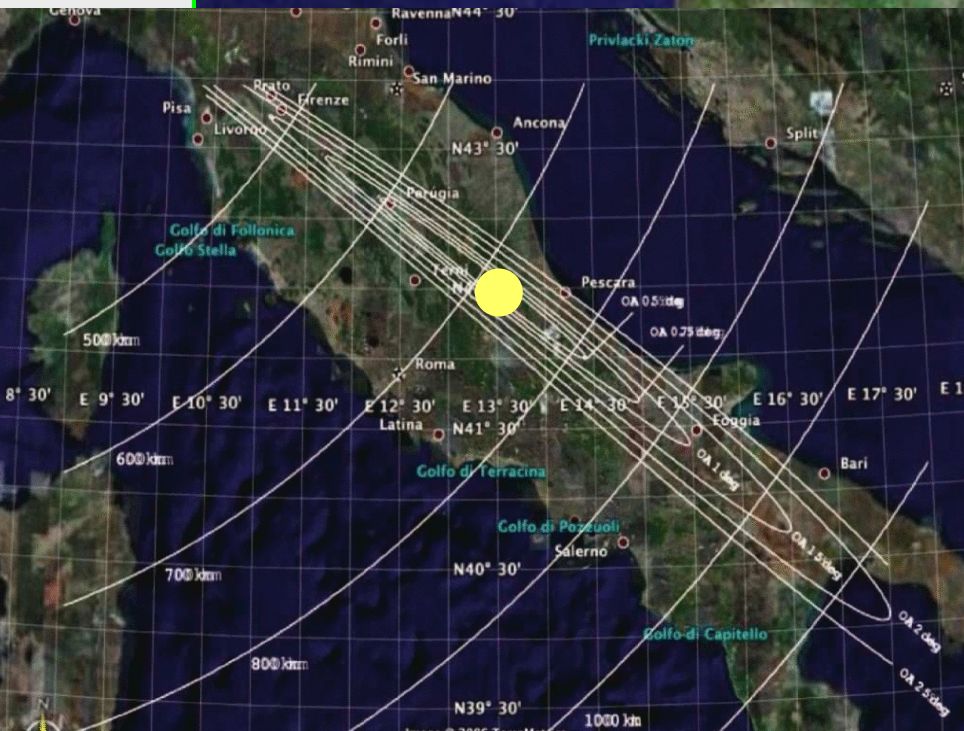 Genova
RavennaN44° 30'
Forli
Rimini
San Marino
Privlacki Zaton
Prato
Firenze
Pisa
Livorno
Ancona
N43° 30'
Split
Perugia
Golfo di Follonica
Golfo Stella
Terni
Pescara
OA 0.5 deg
OA 0.75 deg
500 km
Roma
8° 30'
E 9° 30'
E 10° 30'
E 11° 30'
E 12° 30'
E 13° 30'
E 14° 30'
E 15° 30'
E 16° 30'
E 17° 30'
E 1
Latina
N41° 30'
Foggia
600 km
OA 1 deg
Bari
Golfo di Terracina
Golfo di Pozzuoli
Salerno
OA 1.5 deg
700 km
N40° 30'
OA 2 deg
Golfo di Capitello
800 km
OA 2.5 deg
N
N39° 30'
1000 km